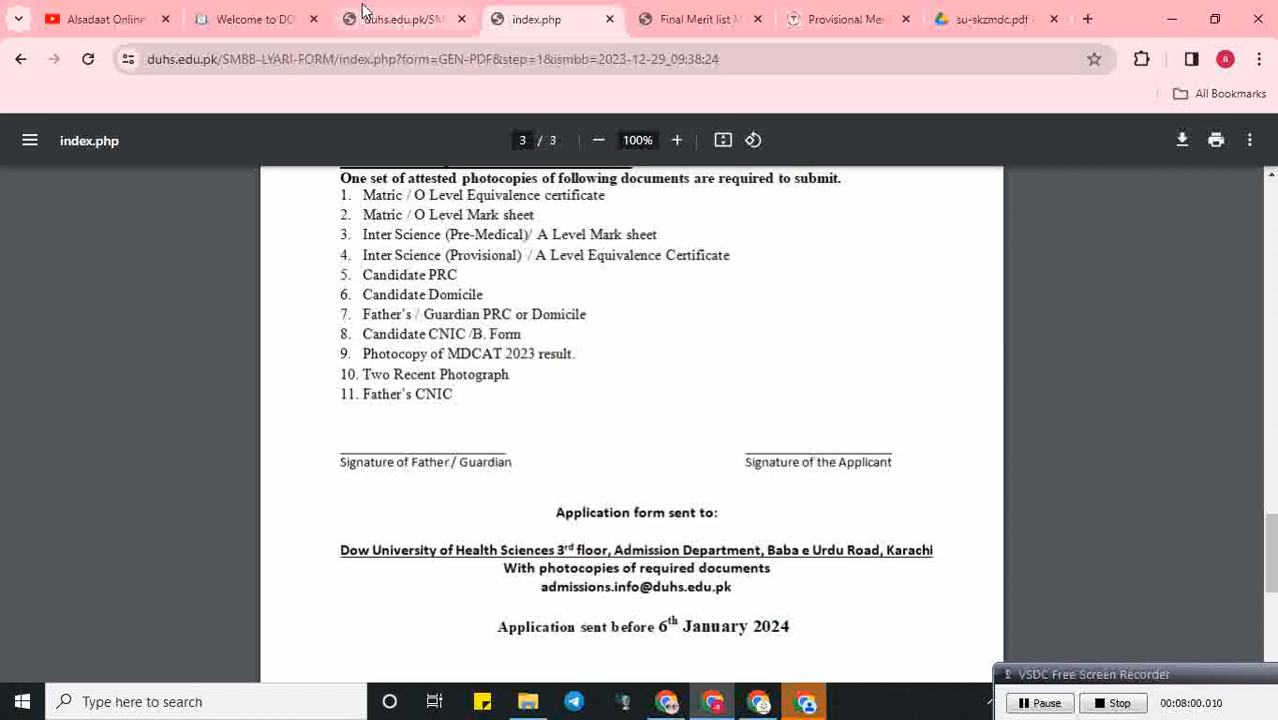 Alsaadat Online
Welcome to DO
duhs.edu.pk/SM
index.php
Final Merit list M
Provisional Me
su-skzmdc.pdf -
duhs.edu.pk/SMBB-LYARI-FORM/index.php?form=GEN-PDF&step=1&ismbb=2023-12-29_09:38:24
a
All Bookmarks
index.php
3 / 3
100%
One set of attested photocopies of following documents are required to submit.
1. Matric / O Level Equivalence certificate
2. Matric / O Level Mark sheet
3. Inter Science (Pre-Medical)/ A Level Mark sheet
4. Inter Science (Provisional) / A Level Equivalence Certificate
5. Candidate PRC
6. Candidate Domicile
7. Father's / Guardian PRC or Domicile
8. Candidate CNIC /B. Form
9. Photocopy of MDCAT 2023 result.
10. Two Recent Photograph
11. Father's CNIC
Signature of Father / Guardian
Signature of the Applicant
Application form sent to:
Dow University of Health Sciences 3rd floor, Admission Department, Baba e Urdu Road, Karachi
With photocopies of required documents
admissions.info@duhs.edu.pk
Application sent before 6th January 2024
VSDC Free Screen Recorder
Pause
Stop
00:08:00.010
Type here to search